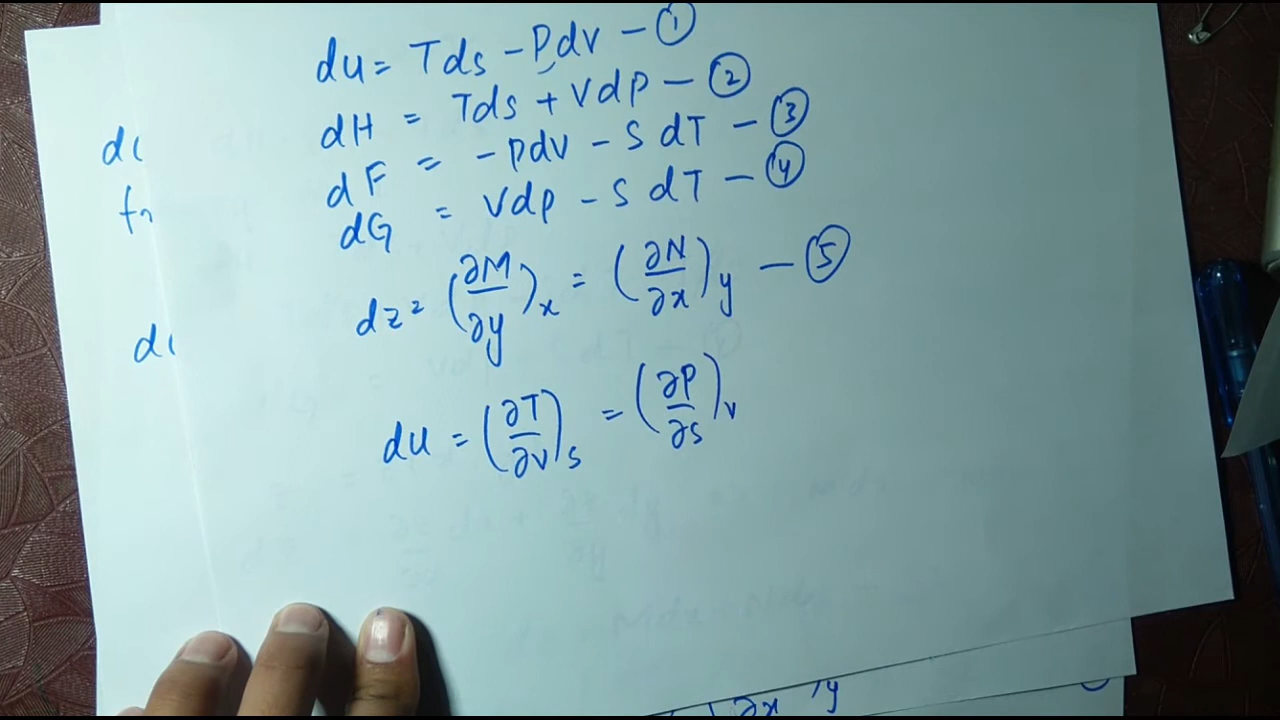 du = Tds - Pdv - ①
dH = Tds + Vdp - ②
dF = - pdv - S dT - ③
dG = Vdp - S dT - ④
dz = (∂M/∂y)x = (∂N/∂x)y - ⑤
du = (∂T/∂v)s = (∂P/∂s)v
∂x y